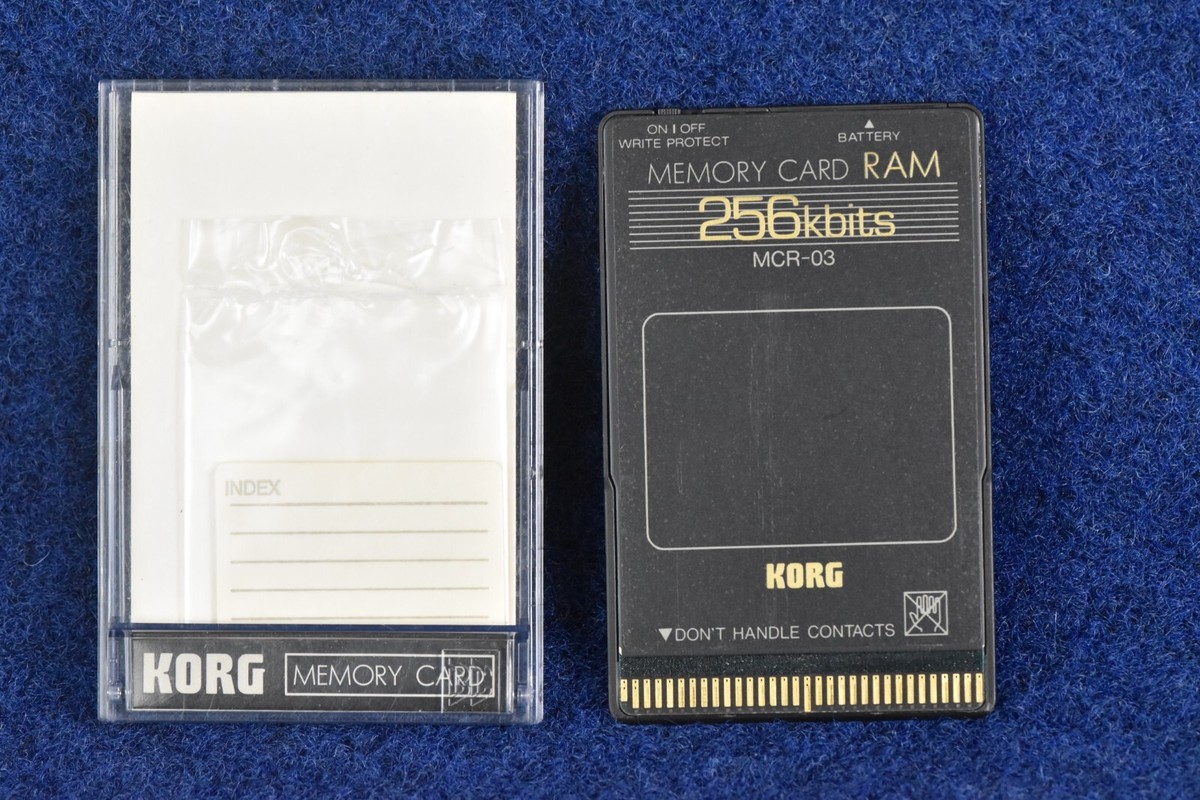 INDEX
KORG
MEMORY CARD
ON | OFF
WRITE PROTECT
▲
BATTERY
MEMORY CARD RAM
256kbits
MCR-03
KORG
▼DON'T HANDLE CONTACTS